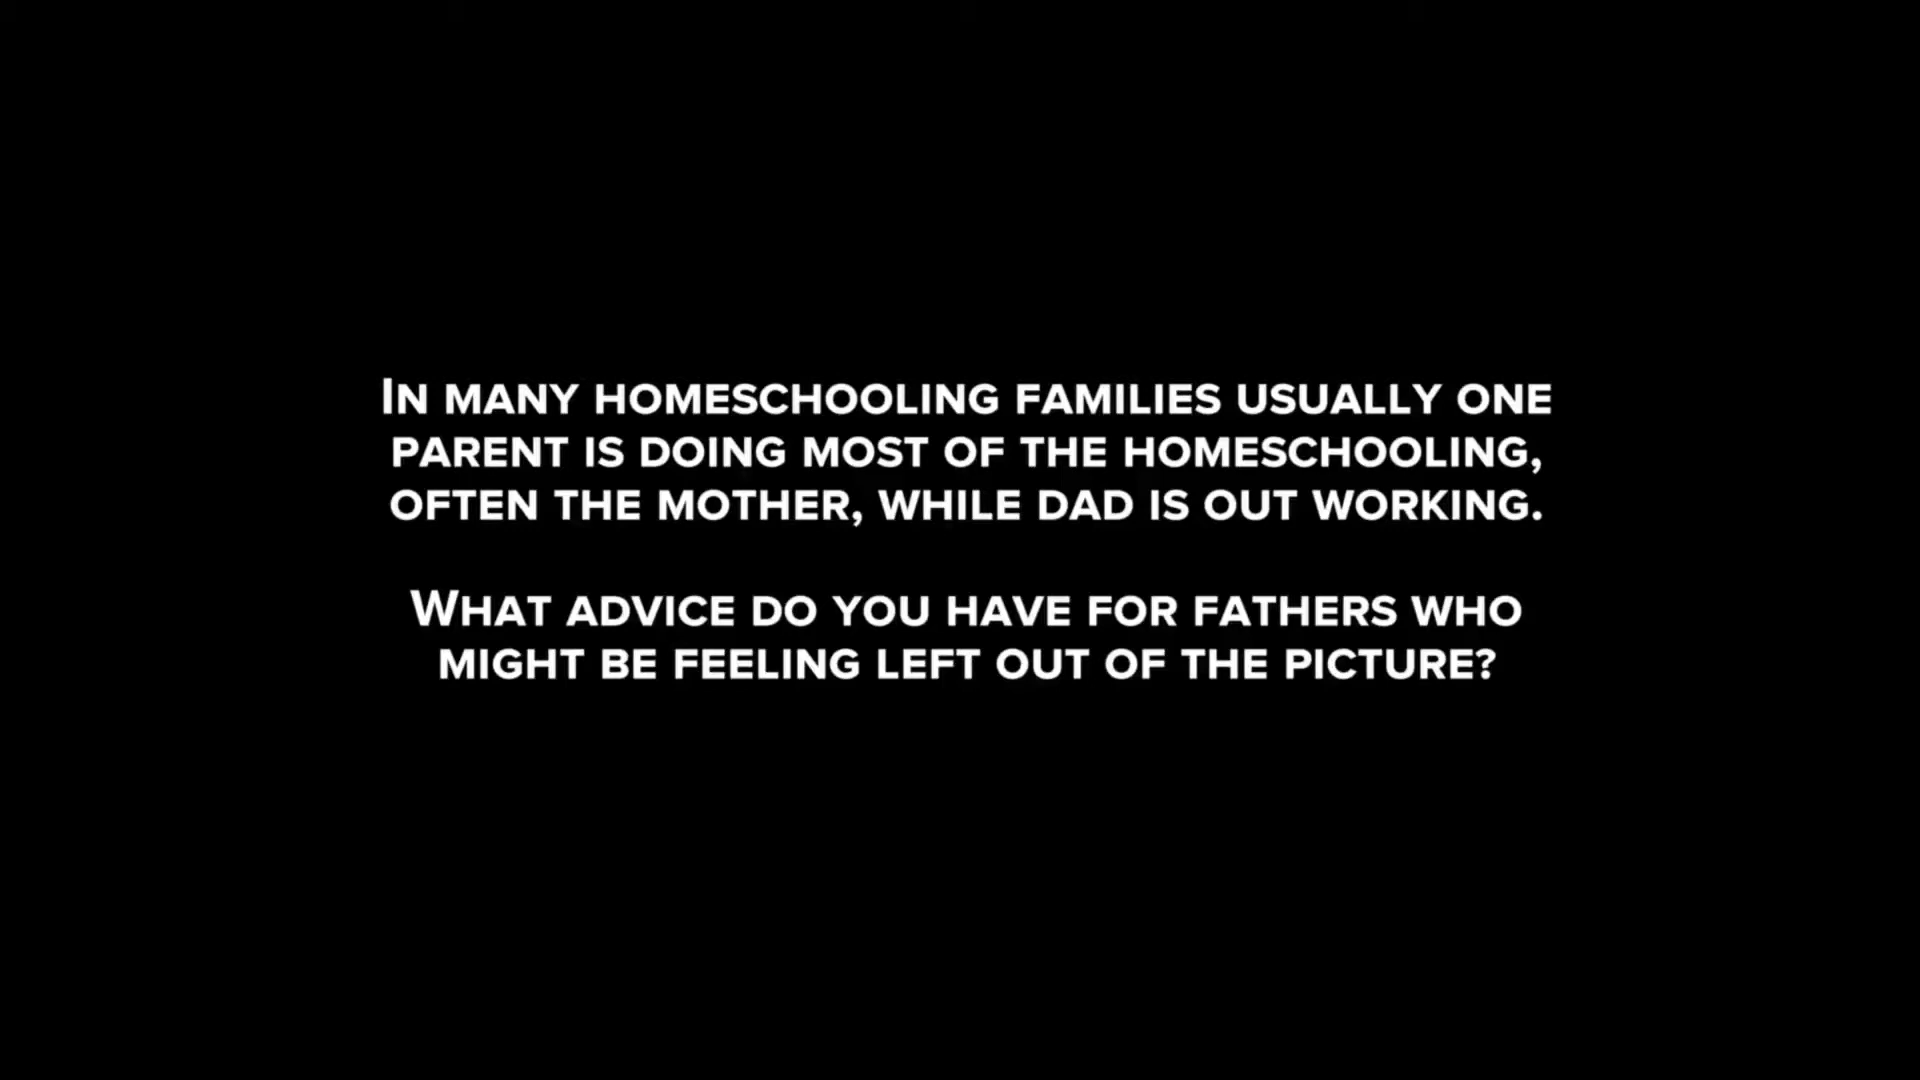 In many homeschooling families usually one
parent is doing most of the homeschooling,
often the mother, while dad is out working.
What advice do you have for fathers who
might be feeling left out of the picture?